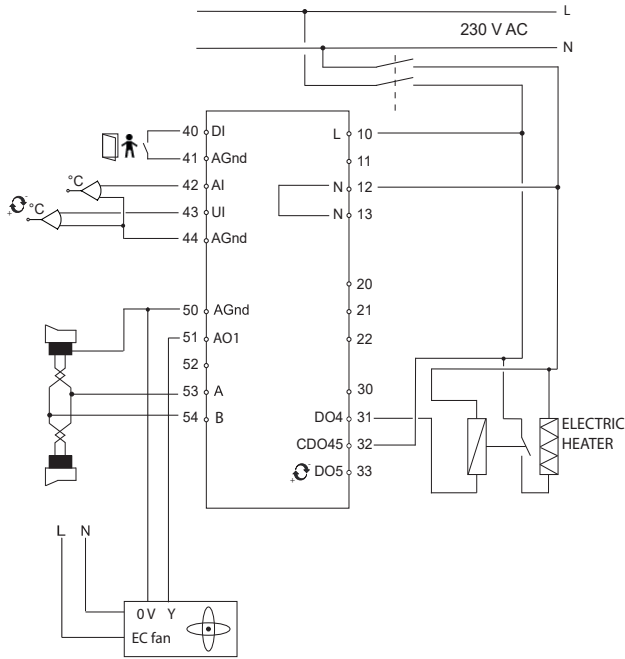 L
230 V AC
N
40 DI
L 10
41 AGnd
11
°C
42 AI
N 12
°C
43 UI
N 13
44 AGnd
20
50 AGnd
21
51 AO1
22
52
53 A
30
54 B
DO4 31
ELECTRIC
HEATER
CDO45 32
DO5 33
L N
0 V Y
EC fan